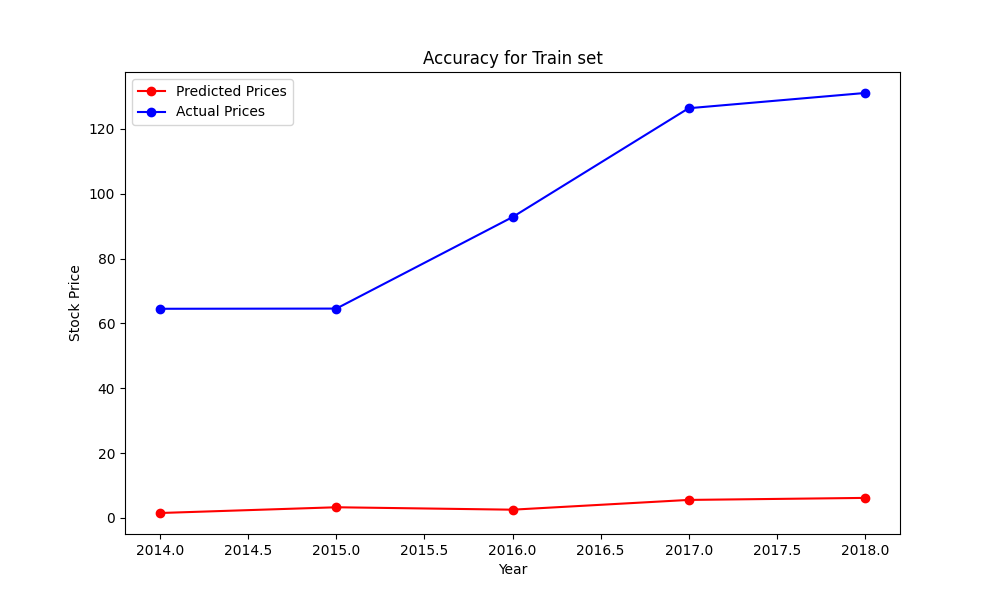 Accuracy for Train set
Predicted Prices
Actual Prices
120
100
80
60
40
20
0
Stock Price
2014.0 2014.5 2015.0 2015.5 2016.0 2016.5 2017.0 2017.5 2018.0
Year